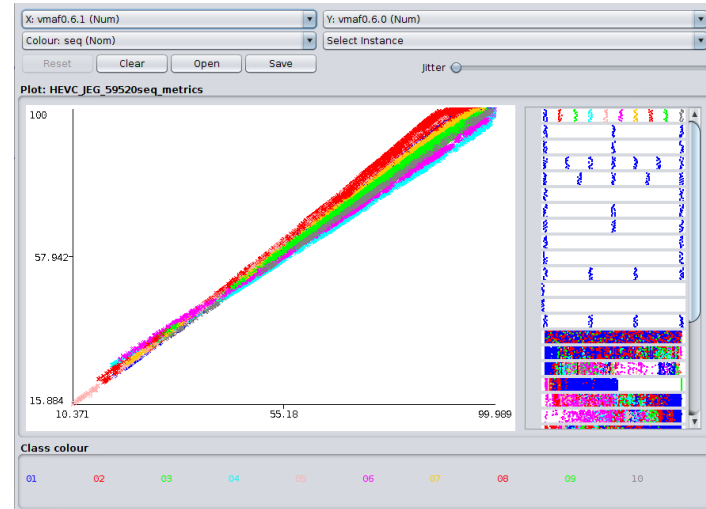 X: vmaf0.6.1 (Num)
Y: vmaf0.6.0 (Num)
Colour: seq (Nom)
Select Instance
Reset
Clear
Open
Save
Jitter
Plot: HEVC_JEG_59520seq_metrics
100
57.942
15.884
10.371
55.18
99.989
Class colour
01 02 03 04 05 06 07 08 09 10